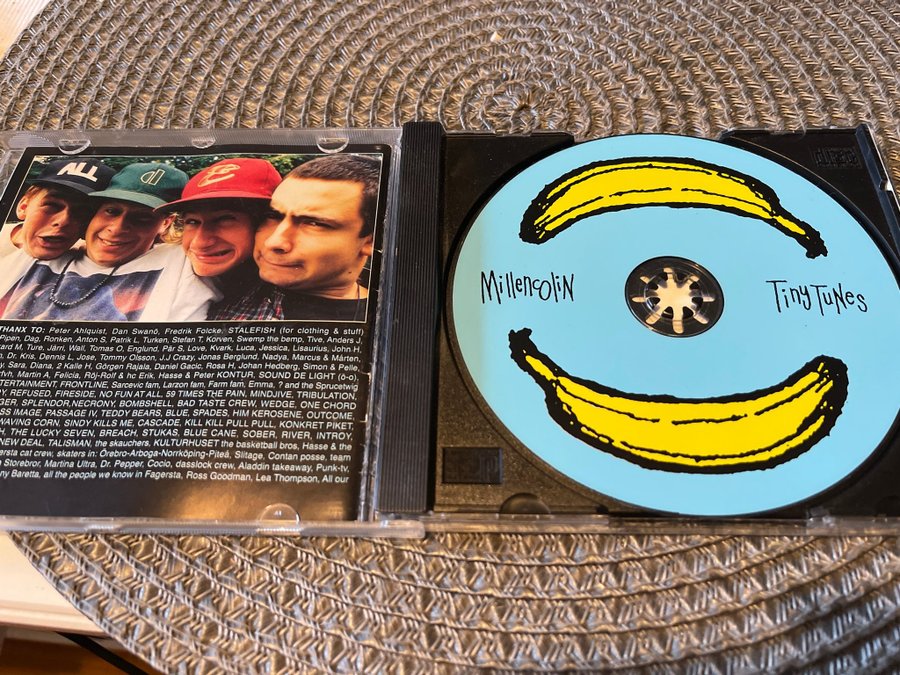 ALL
THANX TO: Peter Ahlquist, Dan Swanö, Fredrik Folcke. STALEFISH (for clothing & stuff)
Pipen, Dag, Ronken, Anton S, Patrik L, Turken, Stefan T, Korven, Swemp the bemp, Tive, Anders J,
M, Ture, Järri, Wall, Tomas O, Englund, Pär S, Love, Kvark, Luca, Jessica, Lisaurius, John H,
Dr. Kris, Dennis L, Jose, Tommy Olsson, J.J Crazy, Jonas Berglund, Nadya, Marcus & Mårten,
Sara, Diana, 2 Kalle H, Görgen Rajala, Daniel Gacic, Rosa H, Johan Hedberg, Simon & Pelle,
Martin A, Felicia, Röj-Rolf & hc Erik, Hasse & Peter KONTUR, SOUND DE LIGHT (ö-o),
FRONTLINE, Sarcevic fam, Larzon fam, Farm fam, Emma, ? and the Sprucetwig
REFUSED, FIRESIDE, NO FUN AT ALL, 59 TIMES THE PAIN, MINDJIVE, TRIBULATION,
SPLENDOR,NECRONY, BOMBSHELL, BAD TASTE CREW, WEDGE, ONE CHORD
IMAGE, PASSAGE IV, TEDDY BEARS, BLUE, SPADES, HIM KEROSENE, OUTCOME,
WAVING CORN, SINDY KILLS ME, CASCADE, KILL KILL PULL PULL, KONKRET PIKET,
THE LUCKY SEVEN, BREACH, STUKAS, BLUE CANE, SOBER, RIVER, INTROY,
NEW DEAL, TALISMAN, the skauchers, KULTURHUSET the basketball bros, Hasse & the
cat crew, skaters in: Örebro-Arboga-Norrköping-Piteå, Slitage. Contan posse, team
Storebror, Martina Ultra, Dr. Pepper, Cocio, dasslock crew, Aladdin takeaway, Punk-tv,
Baretta, all the people we know in Fagersta, Ross Goodman, Lea Thompson, All our
Millencolin
Tiny Tunes